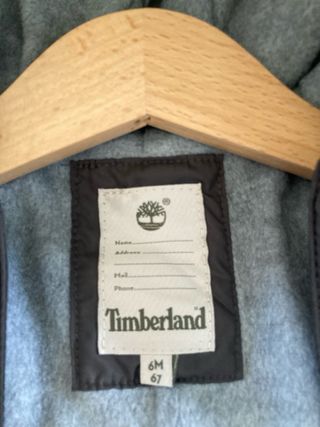 ®
Name
Address
Mail
Phone
Timberland
6M
67